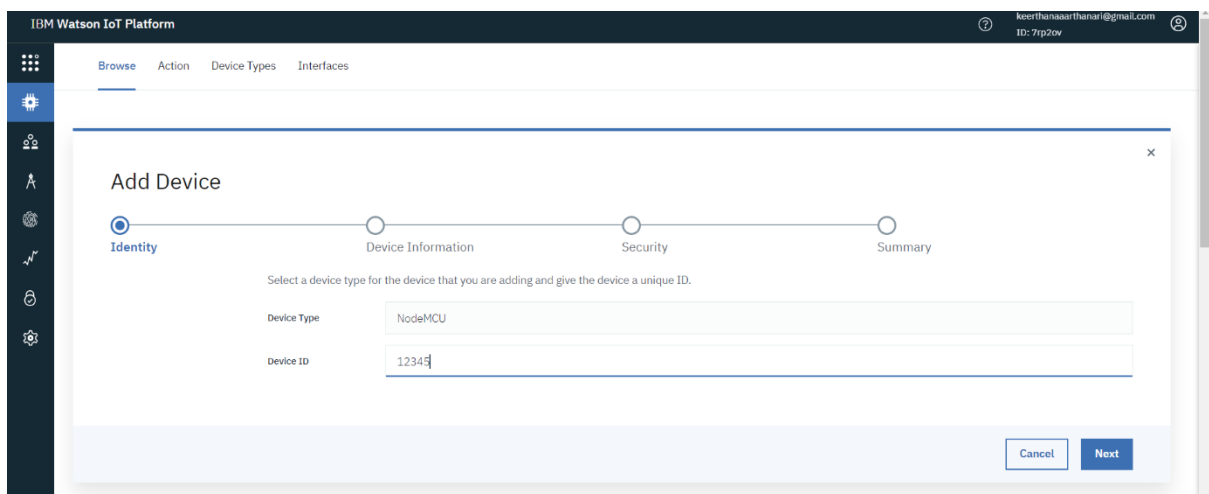 IBM Watson IoT Platform
keerthanaaarthanari@gmail.com
ID: 7rp2ov
Browse Action Device Types Interfaces
Add Device
Identity Device Information Security Summary
Select a device type for the device that you are adding and give the device a unique ID.
Device Type NodeMCU
Device ID 12345
Cancel Next